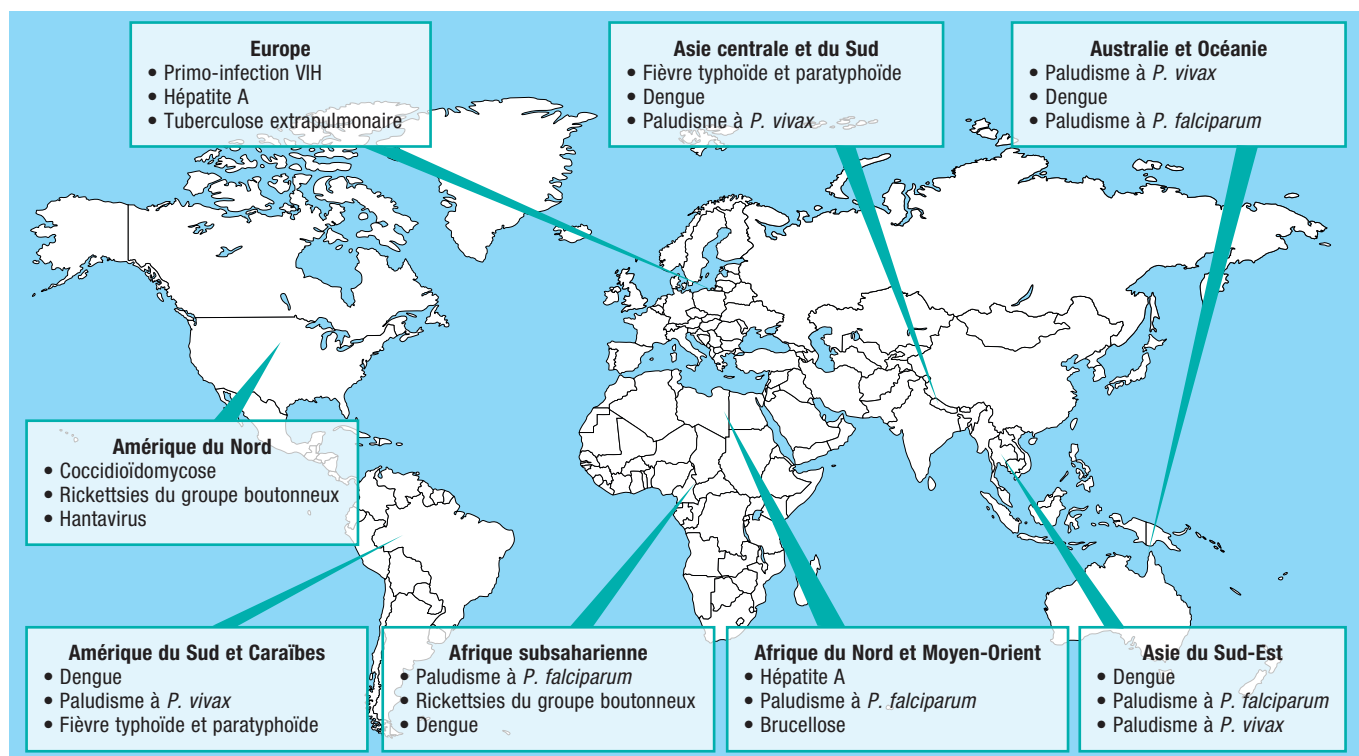 Europe
• Primo-infection VIH
• Hépatite A
• Tuberculose extrapulmonaire
Asie centrale et du Sud
• Fièvre typhoïde et paratyphoïde
• Dengue
• Paludisme à P. vivax
Australie et Océanie
• Paludisme à P. vivax
• Dengue
• Paludisme à P. falciparum
Amérique du Nord
• Coccidioïdomycose
• Rickettsies du groupe boutonneux
• Hantavirus
Amérique du Sud et Caraïbes
• Dengue
• Paludisme à P. vivax
• Fièvre typhoïde et paratyphoïde
Afrique subsaharienne
• Paludisme à P. falciparum
• Rickettsies du groupe boutonneux
• Dengue
Afrique du Nord et Moyen-Orient
• Hépatite A
• Paludisme à P. falciparum
• Brucellose
Asie du Sud-Est
• Dengue
• Paludisme à P. falciparum
• Paludisme à P. vivax